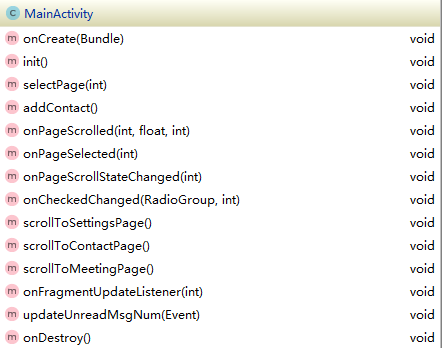 C MainActivity
m onCreate(Bundle) void
m init() void
m selectPage(int) void
m addContact() void
m onPageScrolled(int, float, int) void
m onPageSelected(int) void
m onPageScrollStateChanged(int) void
m onCheckedChanged(RadioGroup, int) void
m scrollToSettingsPage() void
m scrollToContactPage() void
m scrollToMeetingPage() void
m onFragmentUpdateListener(int) void
m updateUnreadMsgNum(Event) void
m onDestroy() void